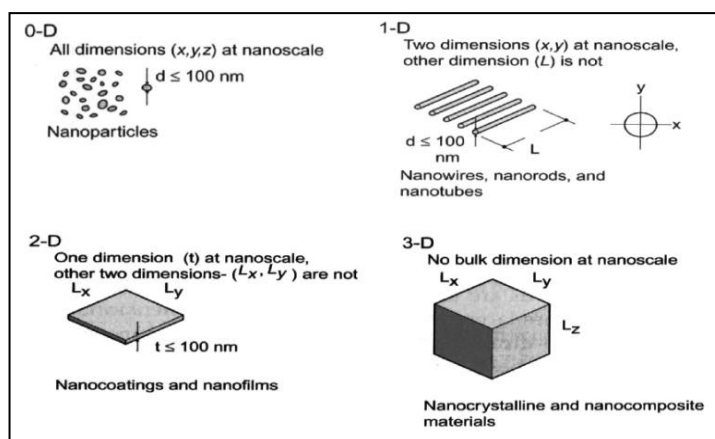 0-D
All dimensions (x,y,z) at nanoscale
d ≤ 100 nm
Nanoparticles
1-D
Two dimensions (x,y) at nanoscale,
other dimension (L) is not
d ≤ 100
nm
L
y
x
Nanowires, nanorods, and
nanotubes
2-D
One dimension (t) at nanoscale,
other two dimensions- (Lx, Ly) are not
Lx
Ly
t ≤ 100 nm
Nanocoatings and nanofilms
3-D
No bulk dimension at nanoscale
Lx
Ly
Lz
Nanocrystalline and nanocomposite
materials